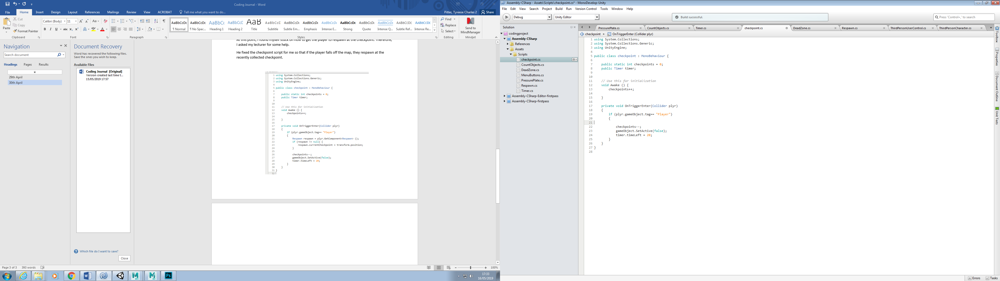 Coding Journal - Word
File Home Insert Design Layout References Mailings Review View ACROBAT Tell me what you want to do... Pitter, Tyreese Charles 2 Share
Paste
Cut
Copy
Format Painter
Clipboard
Calibri (Body) 11
Font
Paragraph
AaBbCcDc AaBbCcDc AaBbCc AaBbCcC AaB AaBbCcC AaBbCcDc AaBbCcDc AaBbCcDc AaBbCcDc AaBbCcDc AaBbCcDc AABBCCDC AABBCCDE
¶ Normal ¶ No Spac... Heading 1 Heading 2 Title Subtitle Subtle Em... Emphasis Intense E... Strong Quote Intense Q... Subtle Ref... Intense Re...
Styles
Find
Replace
Select
Editing
Send to
MindManager
Mindjet
Navigation
Search document
Headings Pages Results
29th April
30th April
Document Recovery
Word has recovered the following files.
Save the ones you wish to keep.
Available Files
Coding Journal [Original]
Version created last time t...
15/05/2019 17:57
Which file do I want to save?
Close
At this point, I found myself stuck on how to get the player to respawn at the checkpoint. Therefore,
I asked my lecturer for some help.
He fixed the checkpoint script for me so that if the player falls off the map, they respawn at the
recently collected checkpoint.
1 using System.Collections;
2 using System.Collections.Generic;
3 using UnityEngine;
4
5 public class checkpoint : MonoBehaviour {
6
7 public static int checkpoints = 0;
8 public Timer timer;
9
10
11 // Use this for initialization
12 void Awake () {
13 checkpoints++;
14
15 }
16
17 private void OnTriggerEnter(Collider plyr)
18 {
19 if (plyr.gameObject.tag== "Player")
20 {
21 Respawn respawn = plyr.GetComponent<Respawn> ();
22 if (respawn != null) {
23 respawn.currentCheckpoint = transform.position;
24 }
25
26 checkpoints--;
27 gameObject.SetActive(false);
28 timer.timeLeft = 20;
29 }
30 }
31 }
32
Page 3 of 3 393 words 100%
Ps
17:33
16/05/2019
Assembly-CSharp - Assets\Scripts\checkpoint.cs* - MonoDevelop-Unity
File Edit View Search Project Build Run Version Control Tools Window Help
Debug Unity Editor Build successful. Press 'Control+,' to search
Solution
codingproject
Assembly-CSharp
References
Assets
Scripts
checkpoint.cs
CountObjects.cs
DeadZone.cs
MenuButtons.cs
PressurePlate.cs
Respawn.cs
Timer.cs
Assembly-CSharp-Editor-firstpass
Assembly-CSharp-firstpass
PressurePlate.cs CountObjects.cs Timer.cs checkpoint.cs DeadZone.cs Respawn.cs ThirdPersonUserControl.cs ThirdPersonCharacter.cs
checkpoint OnTriggerEnter (Collider plyr)
1 using System.Collections;
2 using System.Collections.Generic;
3 using UnityEngine;
4
5 public class checkpoint : MonoBehaviour {
6
7 public static int checkpoints = 0;
8 public Timer timer;
9
10
11 // Use this for initialization
12 void Awake () {
13 checkpoints++;
14
15 }
16
17 private void OnTriggerEnter(Collider plyr)
18 {
19 if (plyr.gameObject.tag== "Player")
20 {
21
22 checkpoints--;
23 gameObject.SetActive(false);
24 timer.timeLeft = 20;
25 }
26 }
27 }
28
Toolbox
Properties
Document Outline
Unit Tests
Errors Tasks